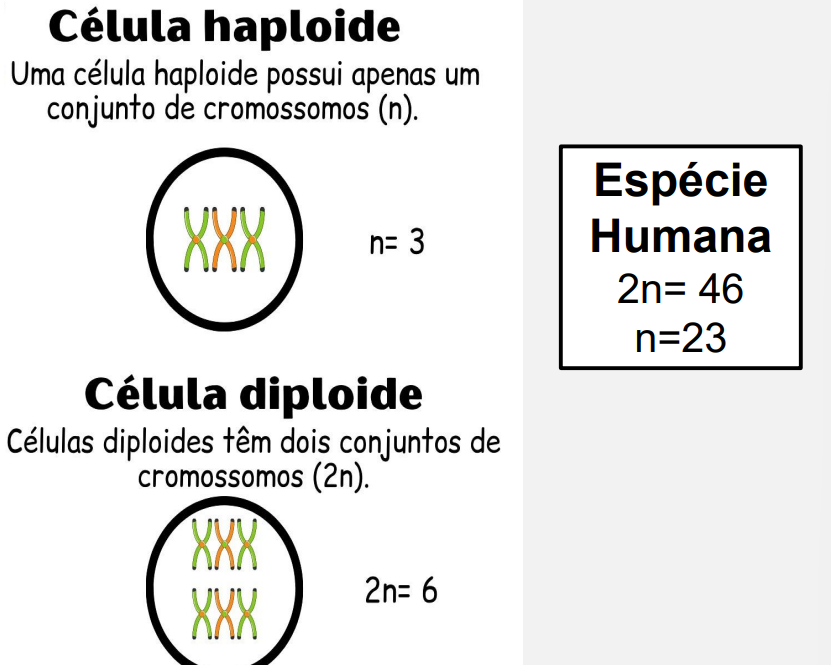 Célula haploide
Uma célula haploide possui apenas um
conjunto de cromossomos (n).
n= 3
Espécie
Humana
2n= 46
n=23
Célula diploide
Células diploides têm dois conjuntos de
cromossomos (2n).
2n= 6